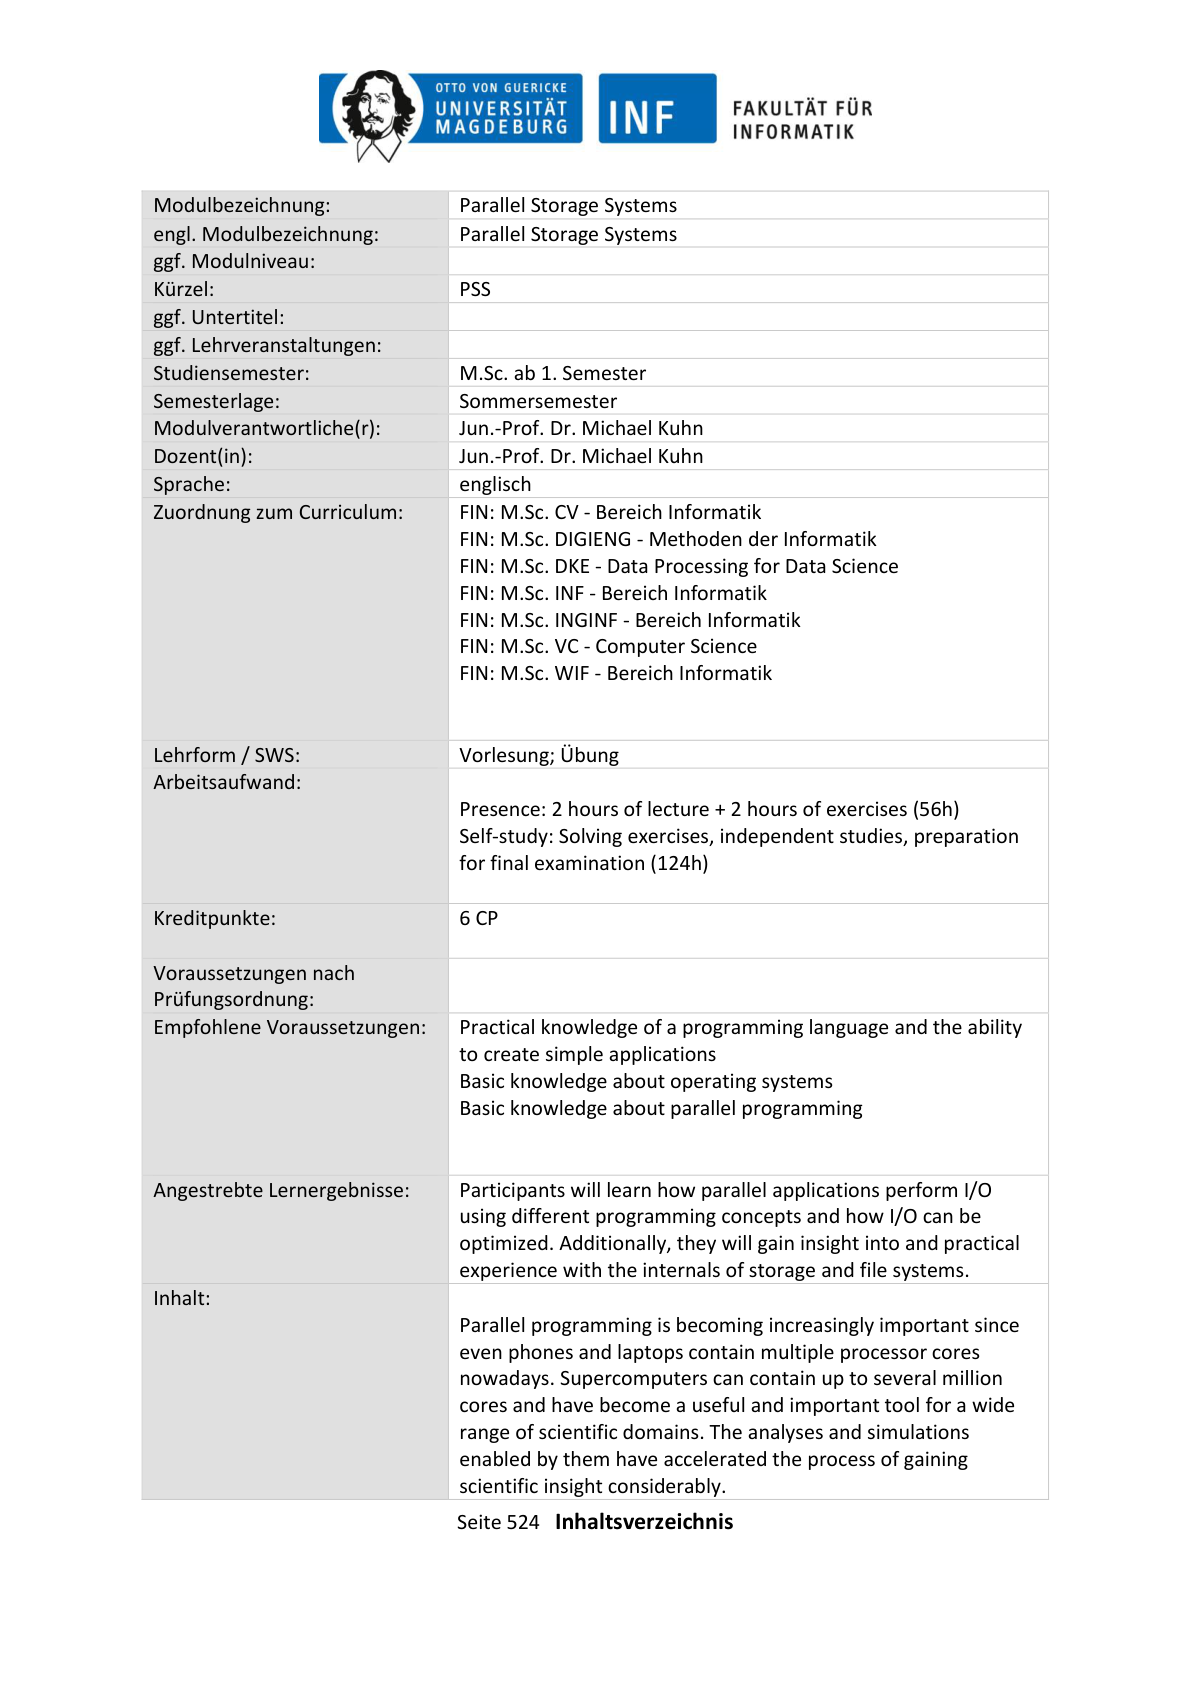 OTTO VON GUERICKE
UNIVERSITÄT
MAGDEBURG
INF
FAKULTÄT FÜR
INFORMATIK
Modulbezeichnung: Parallel Storage Systems
engl. Modulbezeichnung: Parallel Storage Systems
ggf. Modulniveau:
Kürzel: PSS
ggf. Untertitel:
ggf. Lehrveranstaltungen:
Studiensemester: M.Sc. ab 1. Semester
Semesterlage: Sommersemester
Modulverantwortliche(r): Jun.-Prof. Dr. Michael Kuhn
Dozent(in): Jun.-Prof. Dr. Michael Kuhn
Sprache: englisch
Zuordnung zum Curriculum: FIN: M.Sc. CV - Bereich Informatik
FIN: M.Sc. DIGIENG - Methoden der Informatik
FIN: M.Sc. DKE - Data Processing for Data Science
FIN: M.Sc. INF - Bereich Informatik
FIN: M.Sc. INGINF - Bereich Informatik
FIN: M.Sc. VC - Computer Science
FIN: M.Sc. WIF - Bereich Informatik
Lehrform / SWS: Vorlesung; Übung
Arbeitsaufwand:
Presence: 2 hours of lecture + 2 hours of exercises (56h)
Self-study: Solving exercises, independent studies, preparation
for final examination (124h)
Kreditpunkte: 6 CP
Voraussetzungen nach
Prüfungsordnung:
Empfohlene Voraussetzungen: Practical knowledge of a programming language and the ability
to create simple applications
Basic knowledge about operating systems
Basic knowledge about parallel programming
Angestrebte Lernergebnisse: Participants will learn how parallel applications perform I/O
using different programming concepts and how I/O can be
optimized. Additionally, they will gain insight into and practical
experience with the internals of storage and file systems.
Inhalt:
Parallel programming is becoming increasingly important since
even phones and laptops contain multiple processor cores
nowadays. Supercomputers can contain up to several million
cores and have become a useful and important tool for a wide
range of scientific domains. The analyses and simulations
enabled by them have accelerated the process of gaining
scientific insight considerably.
Seite 524 Inhaltsverzeichnis